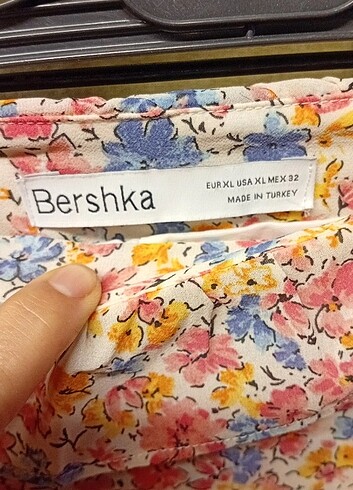 Bershka
EUR XL USA XL MEX 32
MADE IN TURKEY